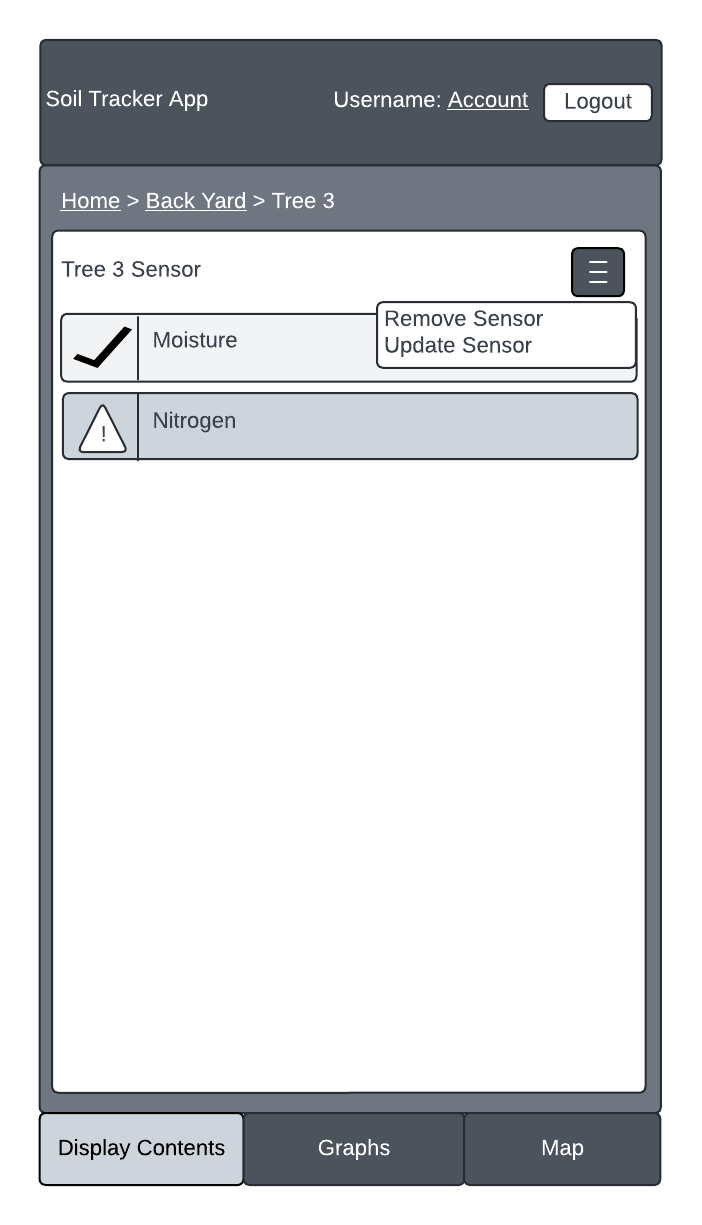 Soil Tracker App
Username: Account
Logout
Home > Back Yard > Tree 3
Tree 3 Sensor
Remove Sensor
Update Sensor
Moisture
!
Nitrogen
Display Contents
Graphs
Map